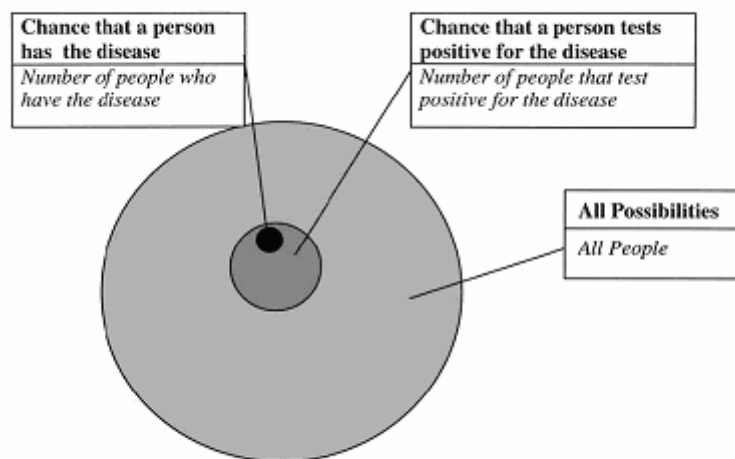 Chance that a person
has the disease
Number of people who
have the disease
Chance that a person tests
positive for the disease
Number of people that test
positive for the disease
All Possibilities
All People